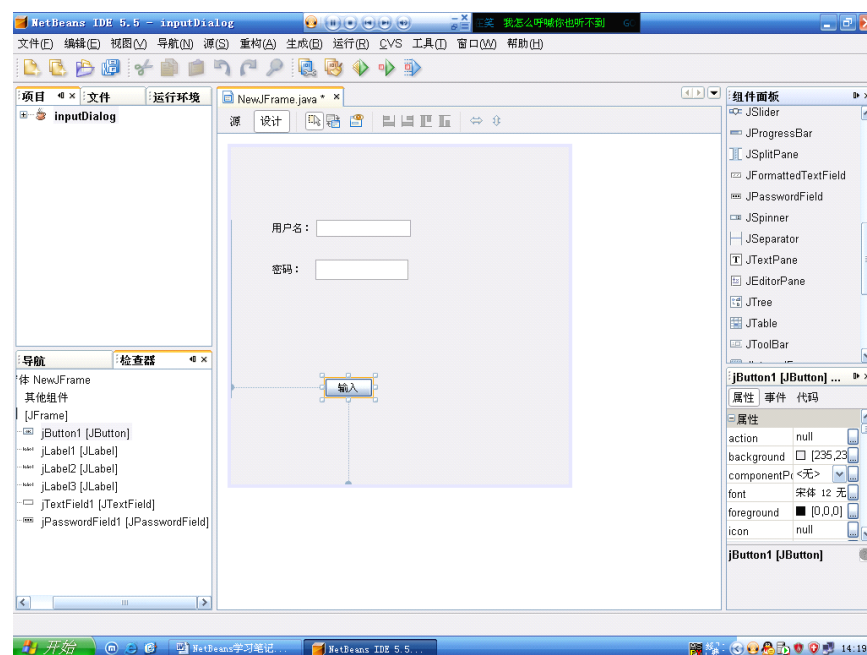 NetBeans IDE 5.5 - inputDialog
我怎么呼喊你也听不到 GC
文件(F) 编辑(E) 视图(V) 导航(N) 源(S) 重构(A) 生成(B) 运行(R) CVS 工具(T) 窗口(W) 帮助(H)
项目 文件 运行环境
inputDialog
NewJFrame.java *
源 设计
用户名：
密码：
输入
组件面板
JSlider
JProgressBar
JSplitPane
JFormattedTextField
JPasswordField
JSpinner
JSeparator
JTextPane
JEditorPane
JTree
JTable
JToolBar
导航 检查器
体 NewJFrame
其他组件
[JFrame]
jButton1 [JButton]
jLabel1 [JLabel]
jLabel2 [JLabel]
jLabel3 [JLabel]
jTextField1 [JTextField]
jPasswordField1 [JPasswordField]
jButton1 [JButton] ...
属性 事件 代码
属性
action null
background [235,23
componentP <无>
font 宋体 12 无
foreground [0,0,0]
icon null
jButton1 [JButton]
开始 NetBeans学习笔记... NetBeans IDE 5.5... 14:19